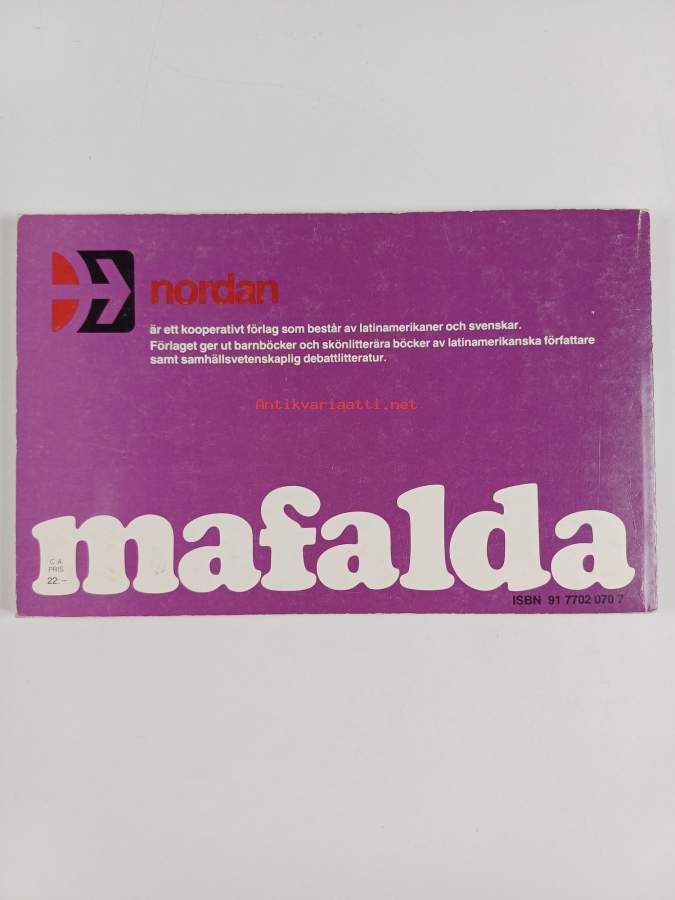 nordan
är ett kooperativt förlag som består av latinamerikaner och svenskar.
Förlaget ger ut barnböcker och skönlitterära böcker av latinamerikanska författare
samt samhällsvetenskaplig debattlitteratur.
Antikvariaatti.net
mafalda
C.A.
PRIS
22:–
ISBN 91 7702 070 7